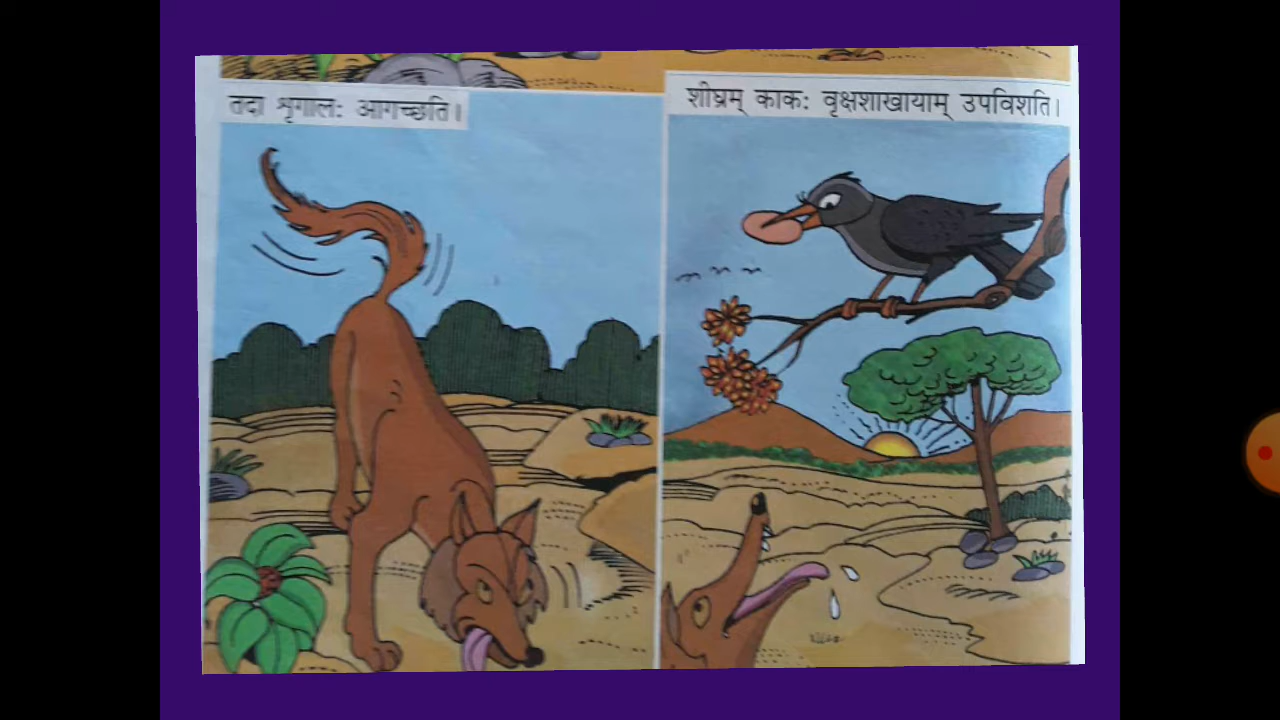 तदा शृगालः आगच्छति।
शीघ्रम् काकः वृक्षशाखायाम् उपविशति।